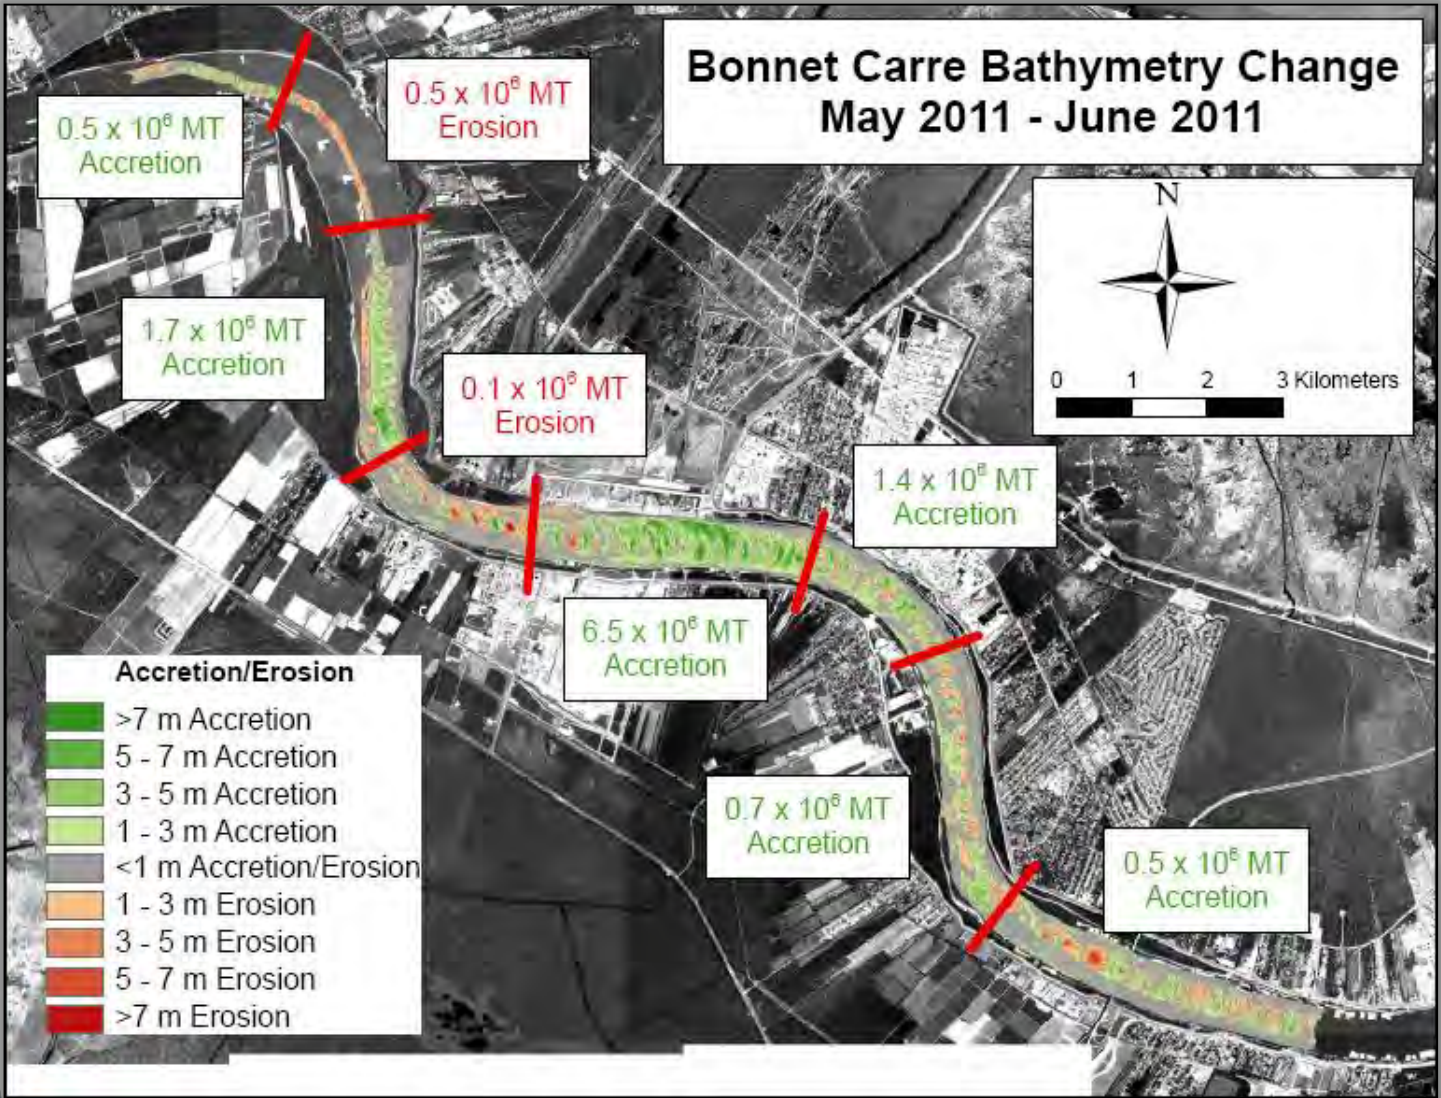 Bonnet Carre Bathymetry Change
May 2011 - June 2011
0.5 x 10⁶ MT
Accretion
0.5 x 10⁶ MT
Erosion
N
0 1 2 3 Kilometers
1.7 x 10⁶ MT
Accretion
0.1 x 10⁶ MT
Erosion
1.4 x 10⁶ MT
Accretion
6.5 x 10⁶ MT
Accretion
0.7 x 10⁶ MT
Accretion
0.5 x 10⁶ MT
Accretion
Accretion/Erosion
>7 m Accretion
5 - 7 m Accretion
3 - 5 m Accretion
1 - 3 m Accretion
<1 m Accretion/Erosion
1 - 3 m Erosion
3 - 5 m Erosion
5 - 7 m Erosion
>7 m Erosion